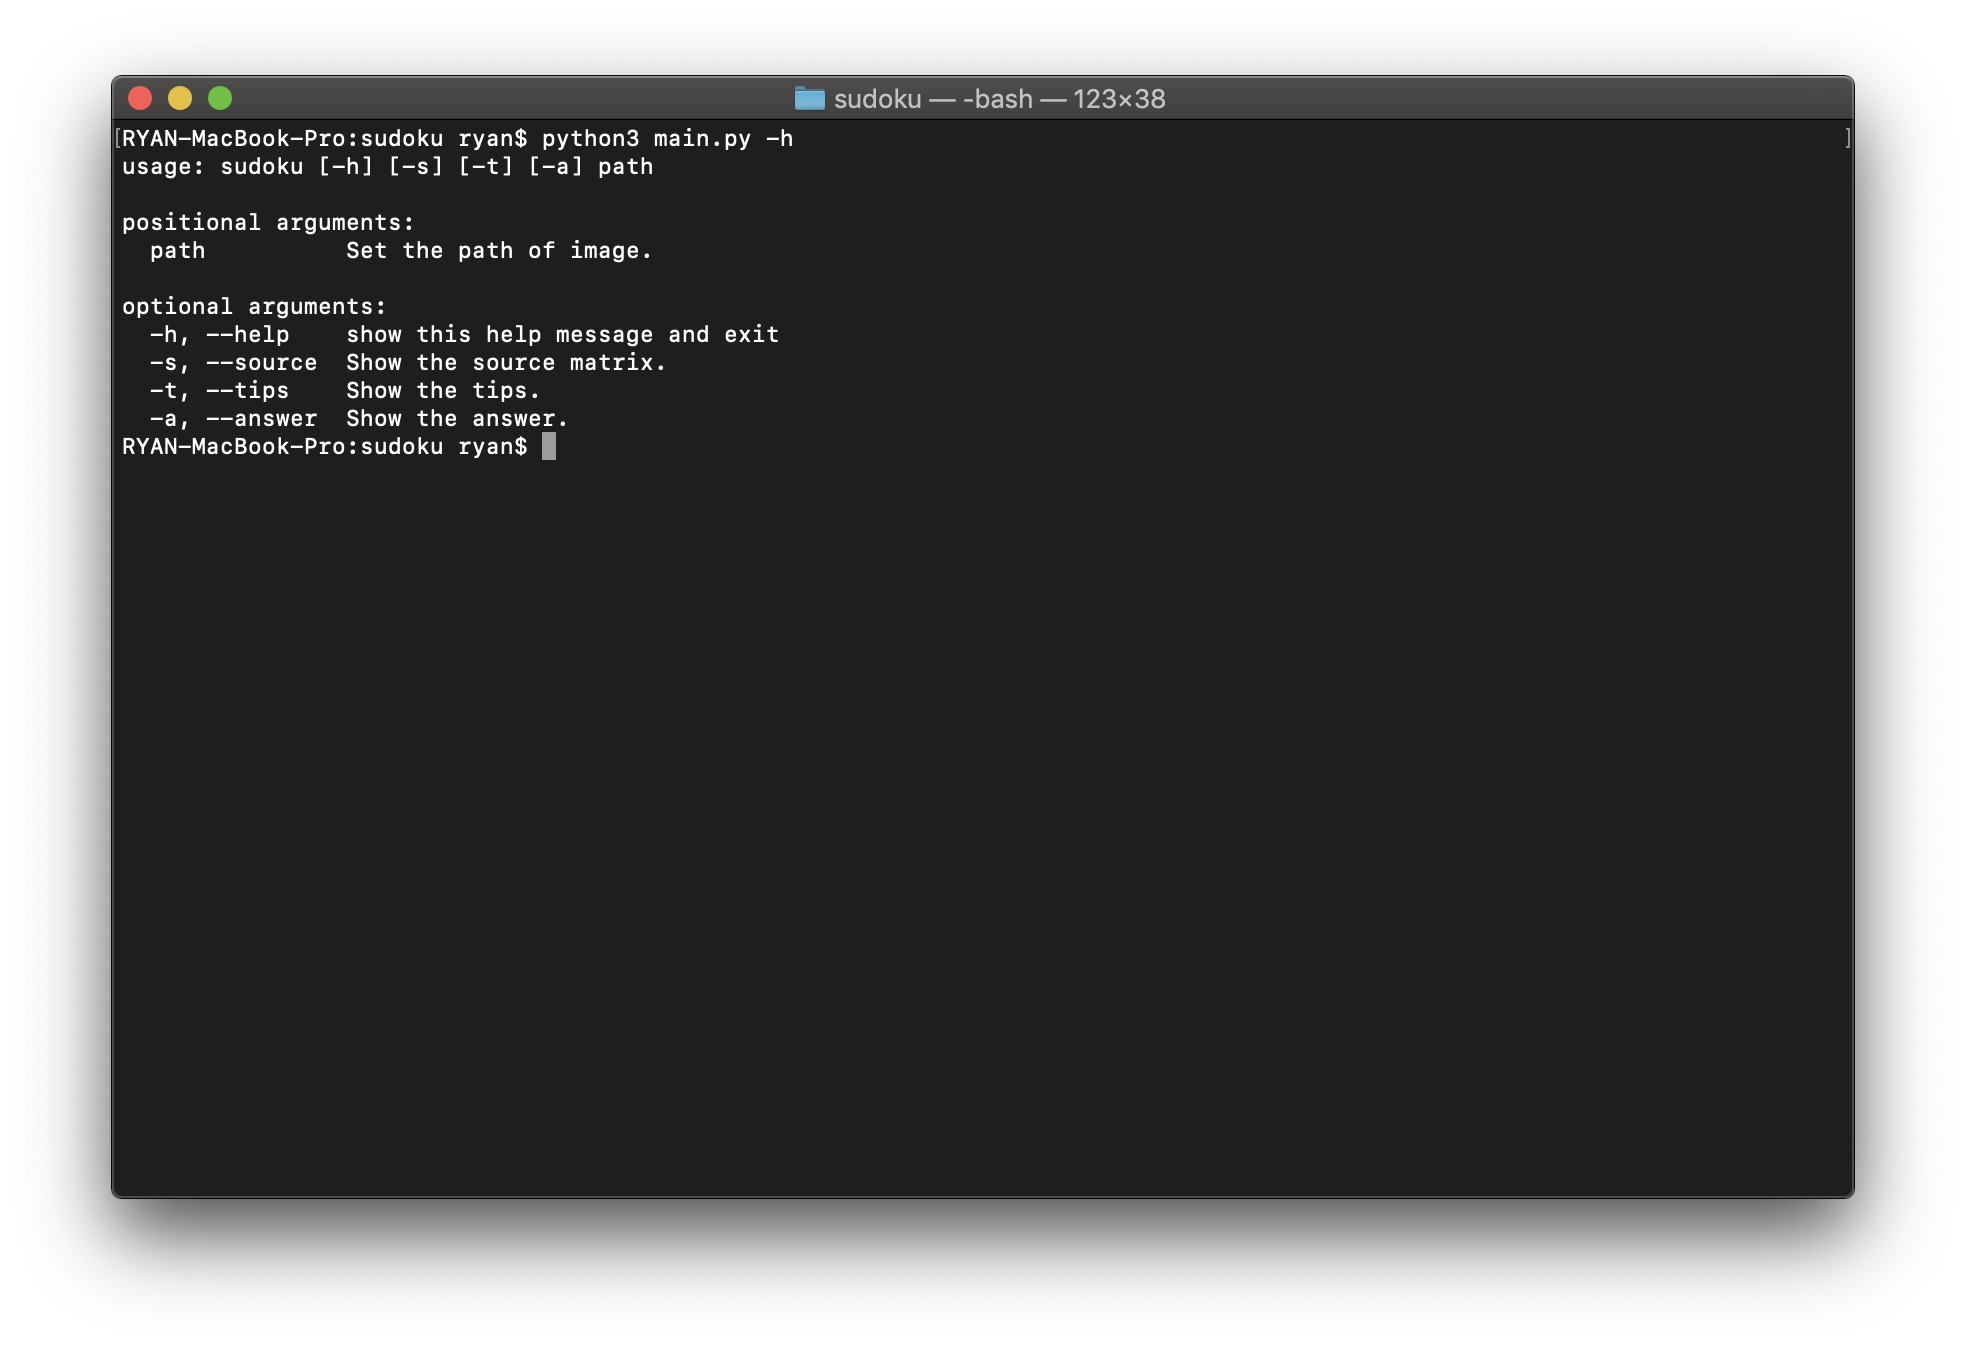 sudoku — -bash — 123×38
[RYAN-MacBook-Pro:sudoku ryan$ python3 main.py -h ]
usage: sudoku [-h] [-s] [-t] [-a] path
positional arguments:
  path          Set the path of image.
optional arguments:
  -h, --help    show this help message and exit
  -s, --source  Show the source matrix.
  -t, --tips    Show the tips.
  -a, --answer  Show the answer.
RYAN-MacBook-Pro:sudoku ryan$